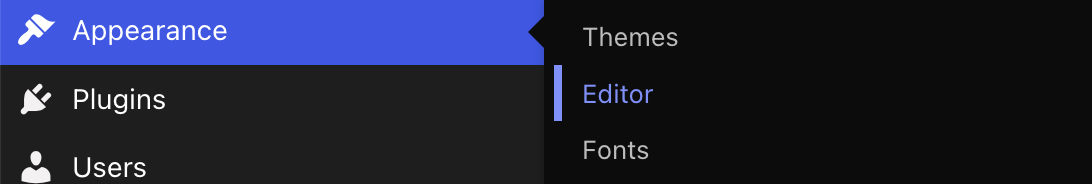 Appearance
Plugins
Users
Themes
Editor
Fonts